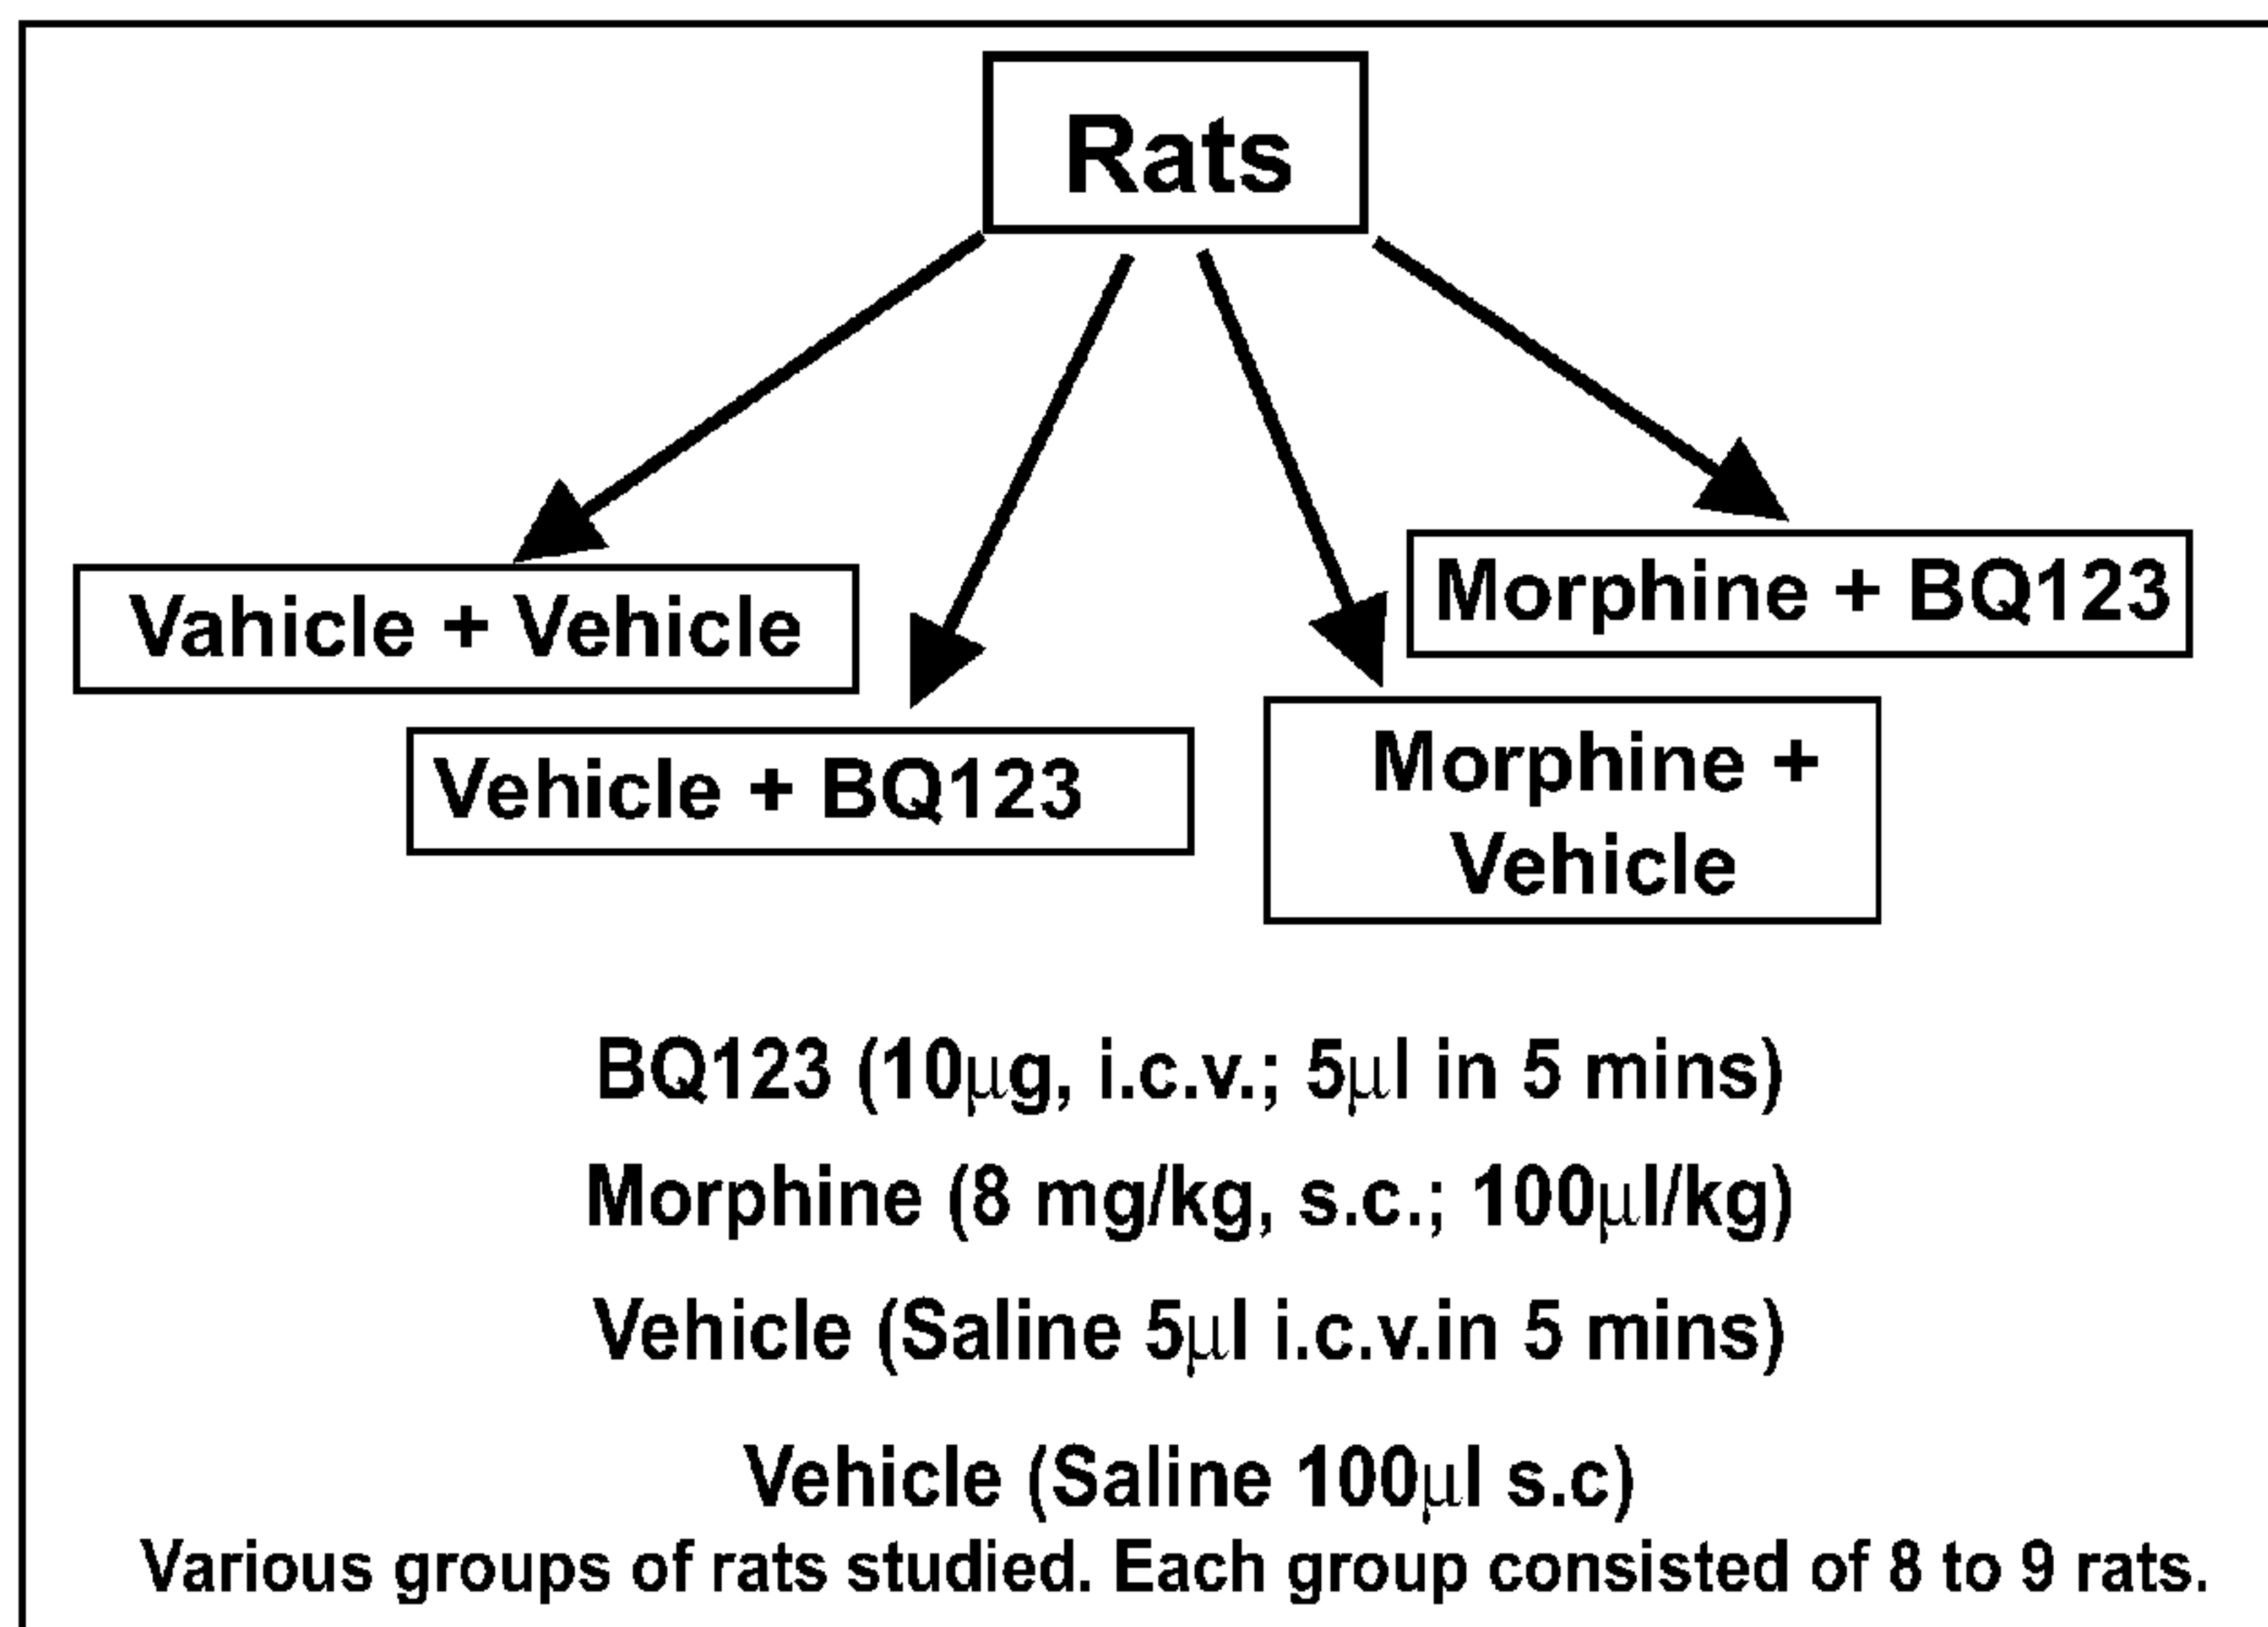 Rats
Vahicle + Vehicle
Vehicle + BQ123
Morphine +
Vehicle
Morphine + BQ123
BQ123 (10µg, i.c.v.; 5µl in 5 mins)
Morphine (8 mg/kg, s.c.; 100µl/kg)
Vehicle (Saline 5µl i.c.v.in 5 mins)
Vehicle (Saline 100µl s.c)
Various groups of rats studied. Each group consisted of 8 to 9 rats.